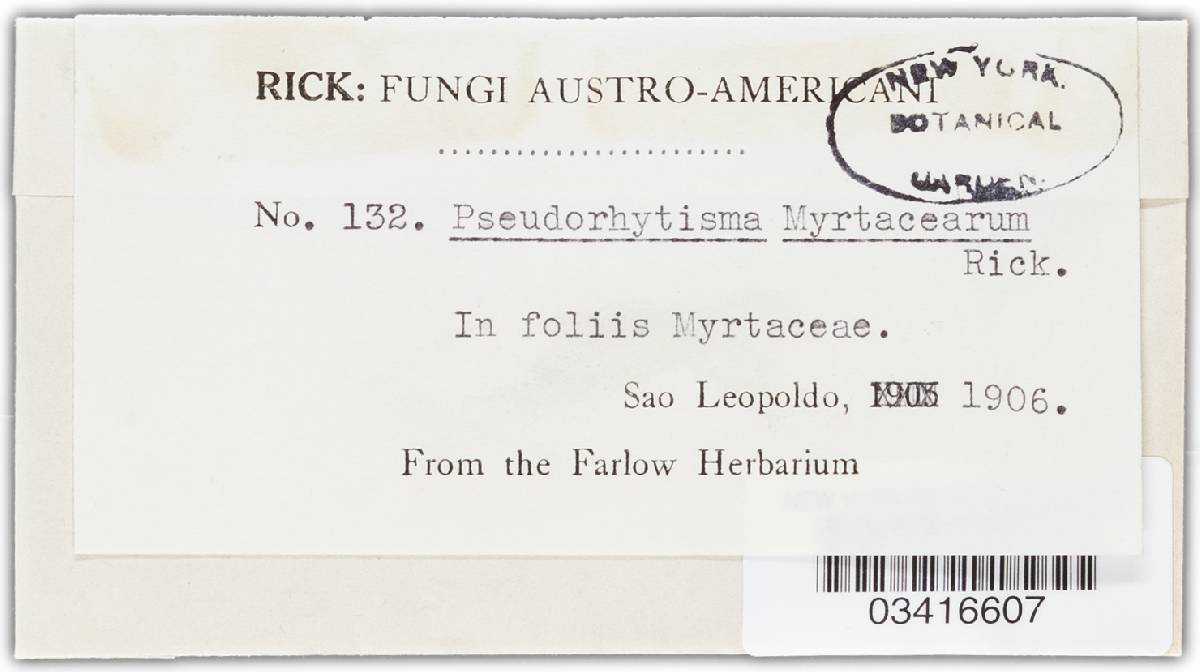 RICK: FUNGI AUSTRO-AMERICANI
NEW YORK
BOTANICAL
GARDEN.
No. 132. Pseudorhytisma Myrtacearum
Rick.
In foliis Myrtaceae.
Sao Leopoldo, 1905 1906.
From the Farlow Herbarium
03416607